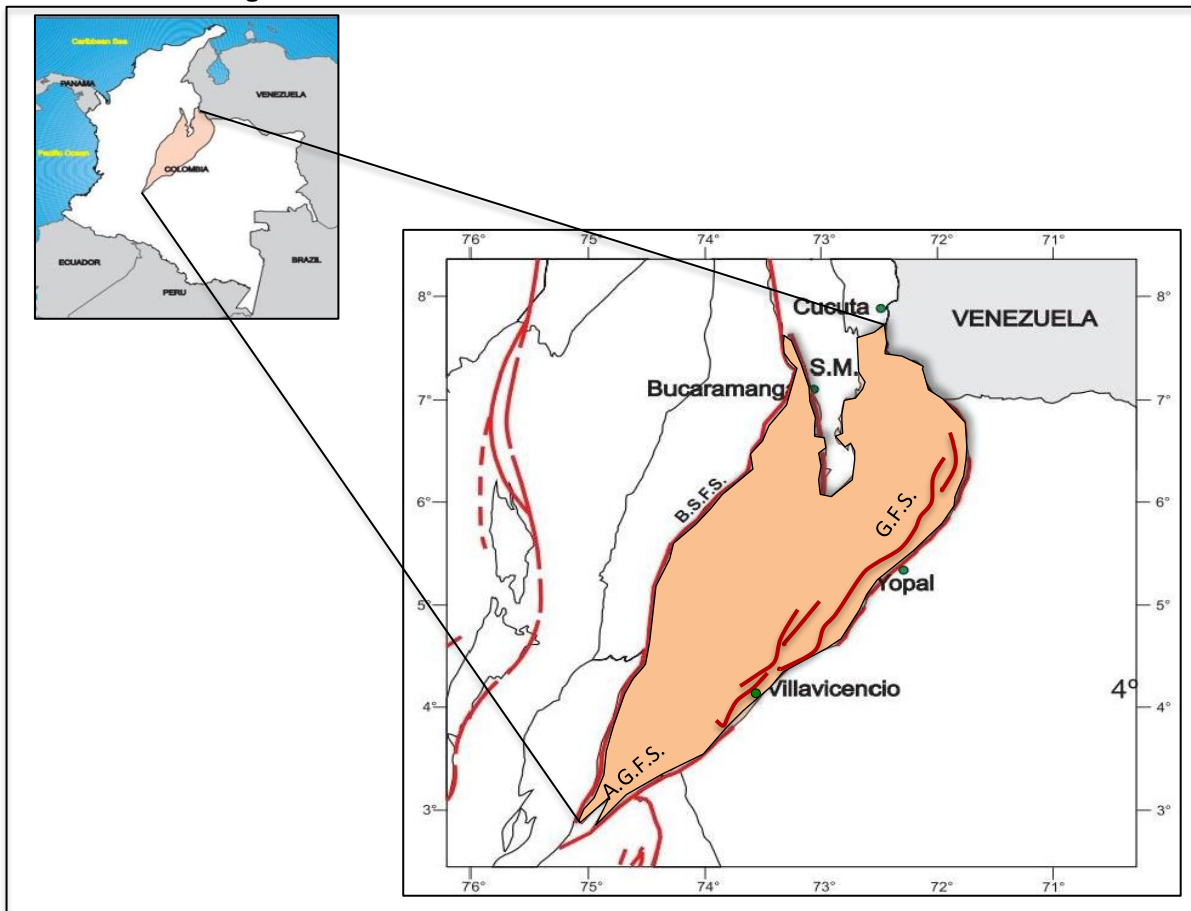 Caribbean Sea
PANAMA
VENEZUELA
Pacific Ocean
COLOMBIA
ECUADOR
BRAZIL
PERU
76° 75° 74° 73° 72° 71°
8° Cucuta 8°
VENEZUELA
S.M.
Bucaramanga
7° 7°
6° B.S.F.S. G.F.S. 6°
Yopal
5° 5°
Villavicencio 4°
4° 4°
A.G.F.S.
3° 3°
76° 75° 74° 73° 72° 71°